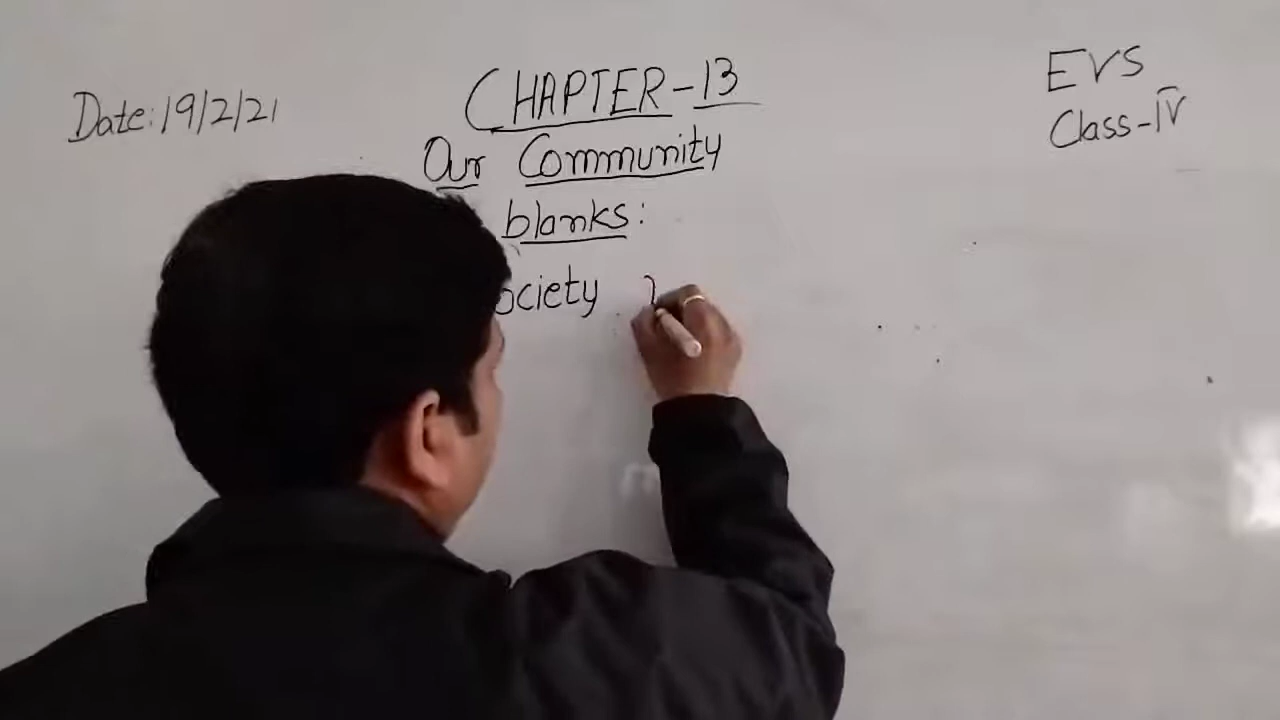 Date: 19/2/21
CHAPTER-13
EVS
Class-IV
Our Community
blanks:
ociety